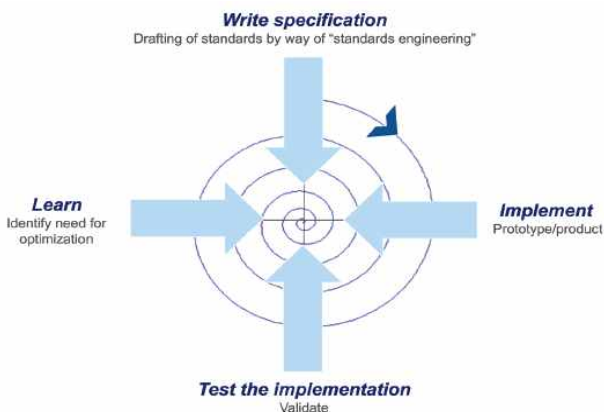 Write specification
Drafting of standards by way of “standards engineering”
Learn
Identify need for
optimization
Implement
Prototype/product
Test the implementation
Validate